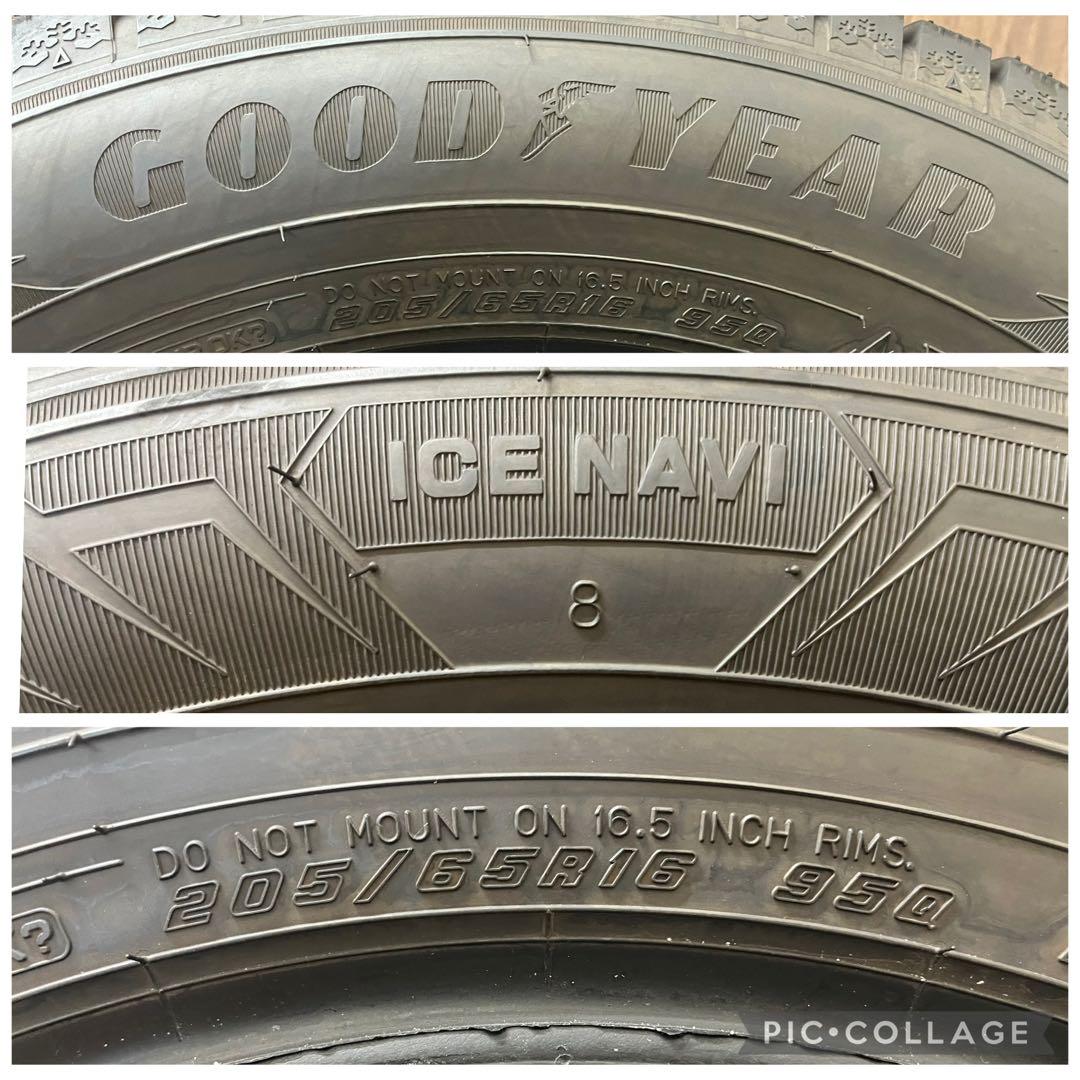 GOODYEAR
DO NOT MOUNT ON 16.5 INCH RIMS.
OK?
205/65R16 95Q
ICE NAVI
8
DO NOT MOUNT ON 16.5 INCH RIMS.
205/65R16 95Q
K?
PIC•COLLAGE